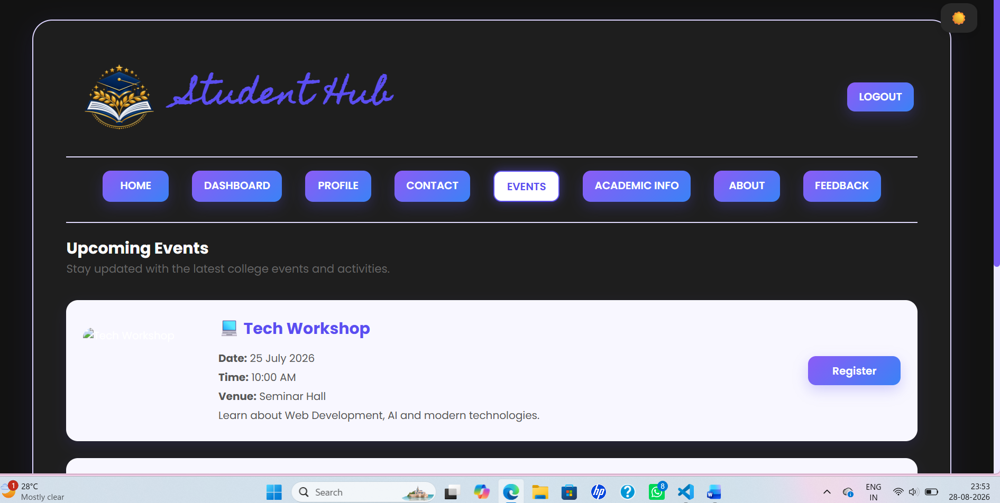 Student Hub
LOGOUT
HOME
DASHBOARD
PROFILE
CONTACT
EVENTS
ACADEMIC INFO
ABOUT
FEEDBACK
Upcoming Events
Stay updated with the latest college events and activities.
Tech Workshop
💻 Tech Workshop
Date: 25 July 2026
Time: 10:00 AM
Venue: Seminar Hall
Learn about Web Development, AI and modern technologies.
Register
1
28°C
Mostly clear
Search
hp
?
8
W
ENG
IN
23:53
28-08-2026